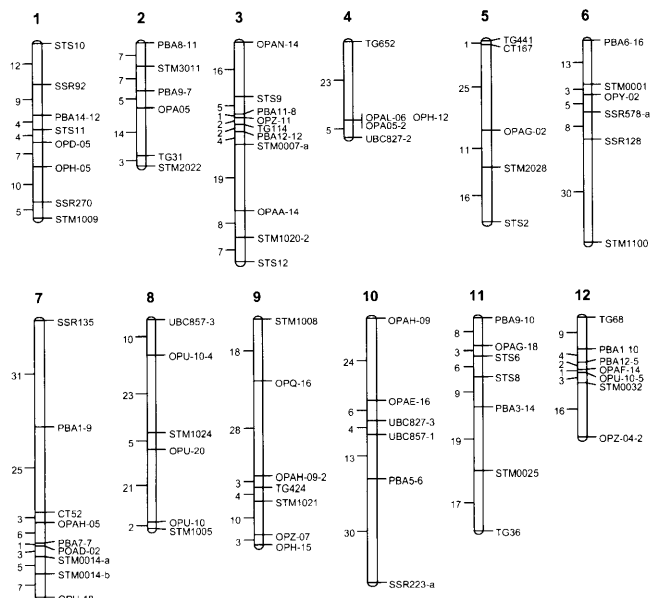 1
STS10
12
SSR92
9
PBA14-12
4
STS11
4
OPD-05
7
OPH-05
10
SSR270
5
STM1009
2
PBA8-11
7
STM3011
7
PBA9-7
5
OPA05
14
TG31
3
STM2022
3
OPAN-14
16
STS9
5
PBA11-8
1
OPZ-11
2
TG114
2
PBA12-12
4
STM0007-a
19
OPAA-14
8
STM1020-2
7
STS12
4
TG652
23
OPAL-06 OPH-12
OPA05-2
5
UBC827-2
5
TG441
1
CT167
25
OPAG-02
11
STM2028
16
STS2
6
PBA6-16
13
STM0001
3
OPY-02
5
SSR578-a
8
SSR128
30
STM1100
7
SSR135
31
PBA1-9
25
CT52
3
OPAH-05
6
PBA7-7
1
POAD-02
3
STM0014-a
5
STM0014-b
7
8
UBC857-3
10
OPU-10-4
23
STM1024
5
OPU-20
21
OPU-10
2
STM1005
9
STM1008
18
OPQ-16
28
OPAH-09-2
3
TG424
4
STM1021
10
OPZ-07
3
OPH-15
10
OPAH-09
24
OPAE-16
6
UBC827-3
4
UBC857-1
13
PBA5-6
30
SSR223-a
11
PBA9-10
8
OPAG-18
3
STS6
6
STS8
9
PBA3-14
19
STM0025
17
TG36
12
TG68
9
PBA1 10
4
PBA12-5
2
OPAF-14
1
OPU-10-5
3
STM0032
16
OPZ-04-2